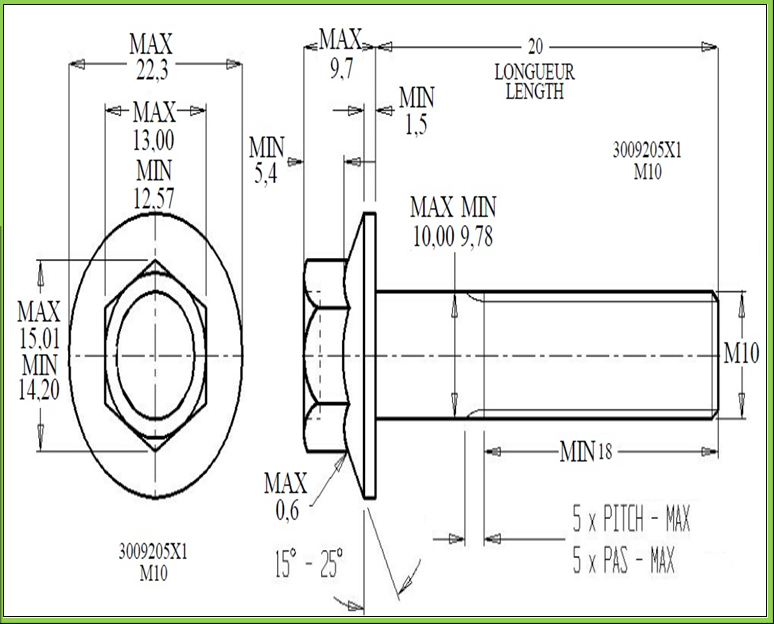 MAX
22,3
MAX
13,00
MIN
12,57
MAX
15,01
MIN
14,20
3009205X1
M10
MAX
9,7
20
LONGUEUR
LENGTH
MIN
1,5
MIN
5,4
3009205X1
M10
MAX MIN
10,00 9,78
M10
MIN 18
MAX
0,6
15° - 25°
5 x PITCH - MAX
5 x PAS - MAX